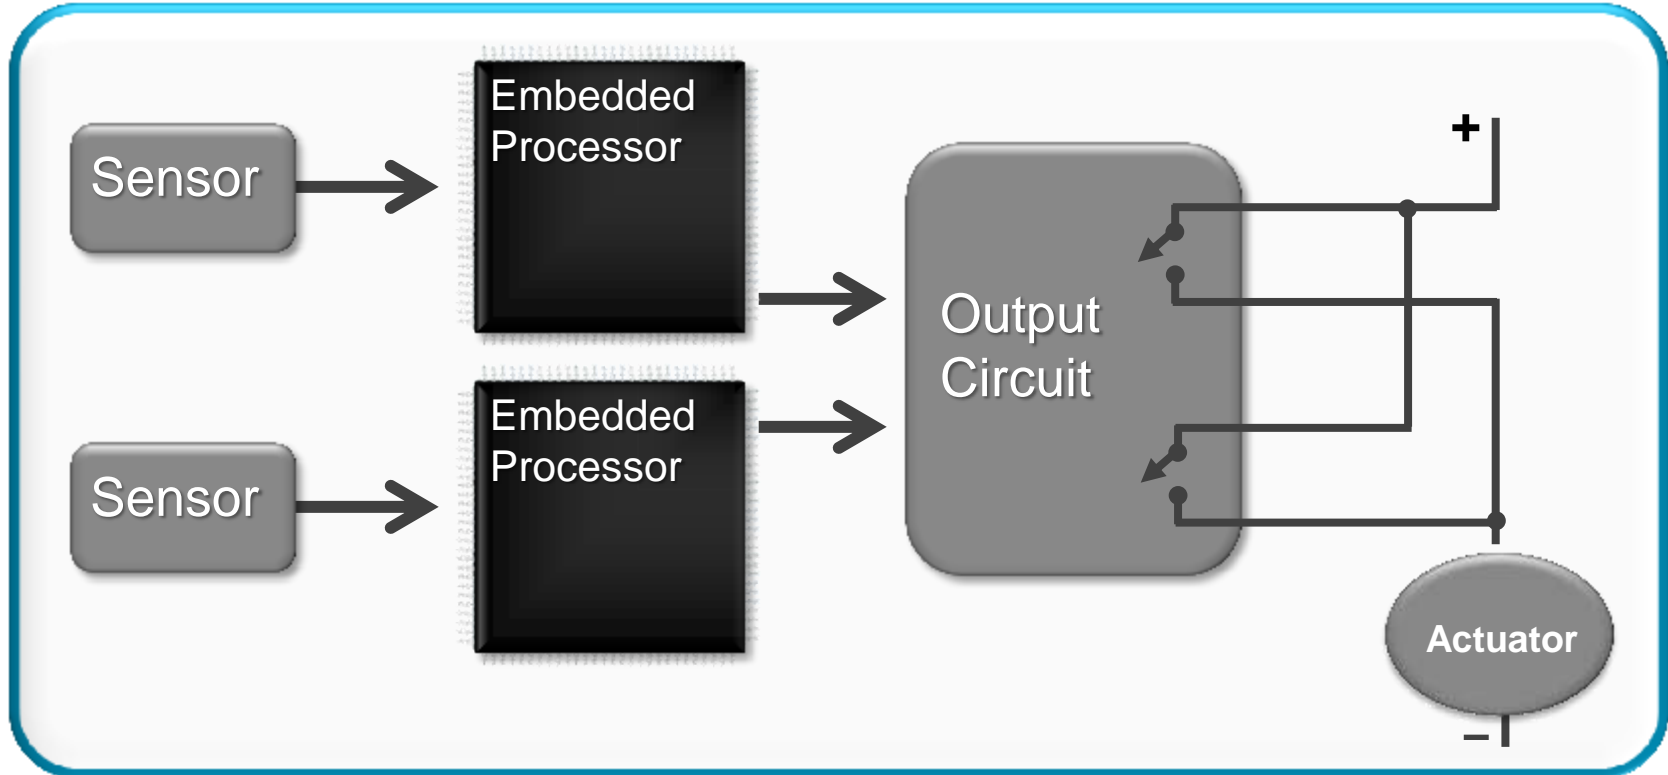 Sensor
Embedded
Processor
Sensor
Embedded
Processor
Output
Circuit
+
Actuator
–